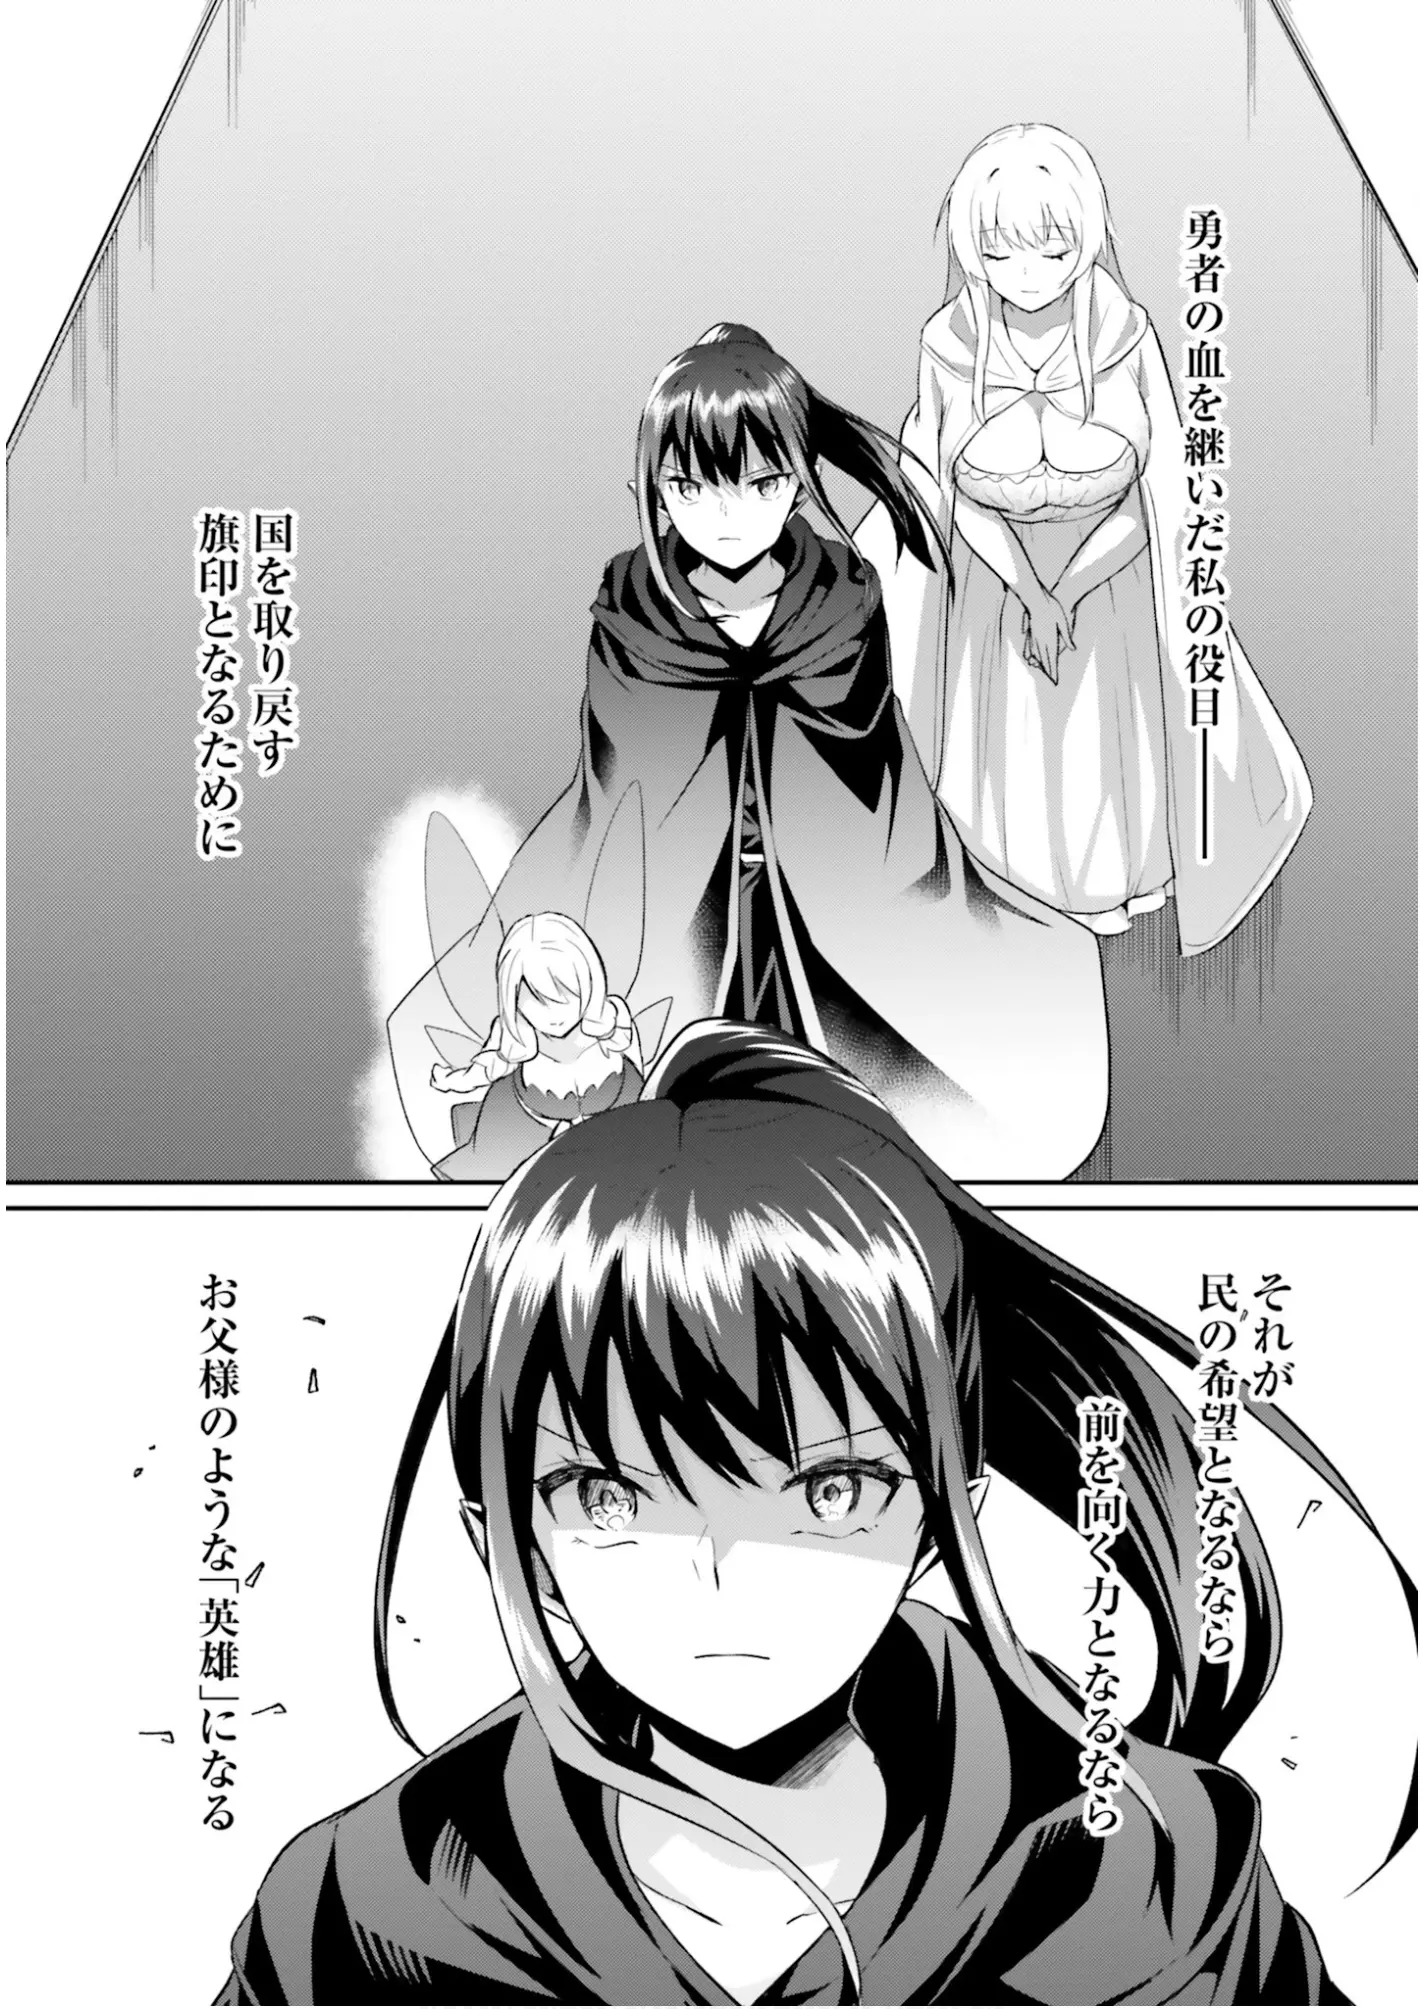 勇者の血を継いだ私の役目――
国を取り戻す
旗印となるために
それが
民の希望となるなら
前を向く力となるなら
お父様のような「英雄」になる